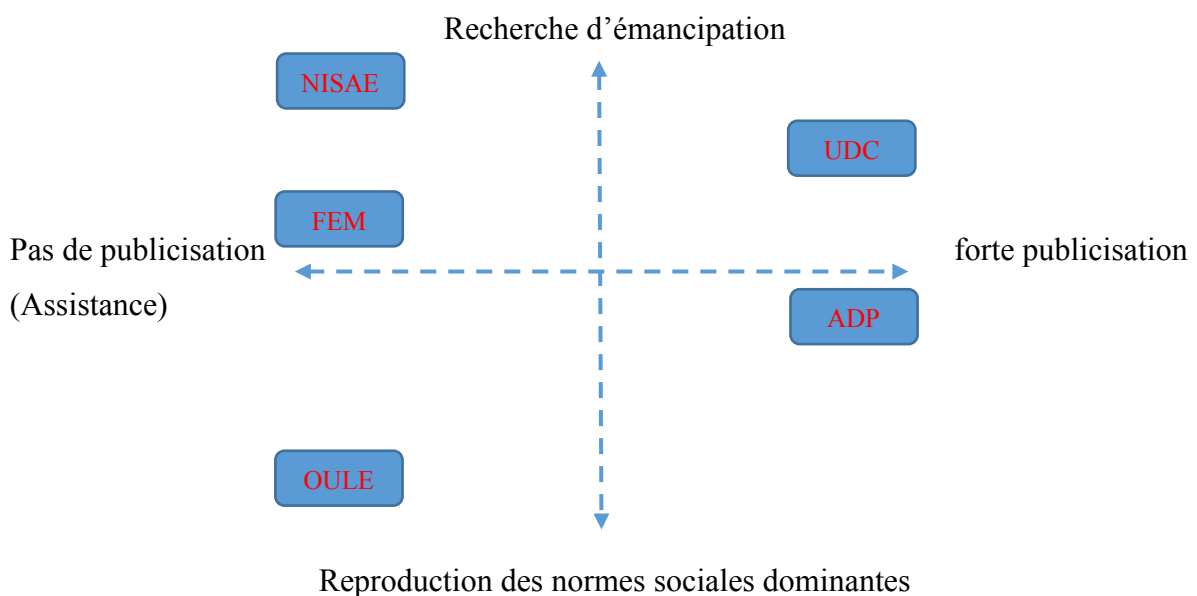 Recherche d’émancipation
NISAE
UDC
FEM
Pas de publicisation
(Assistance)
forte publicisation
ADP
OULE
Reproduction des normes sociales dominantes